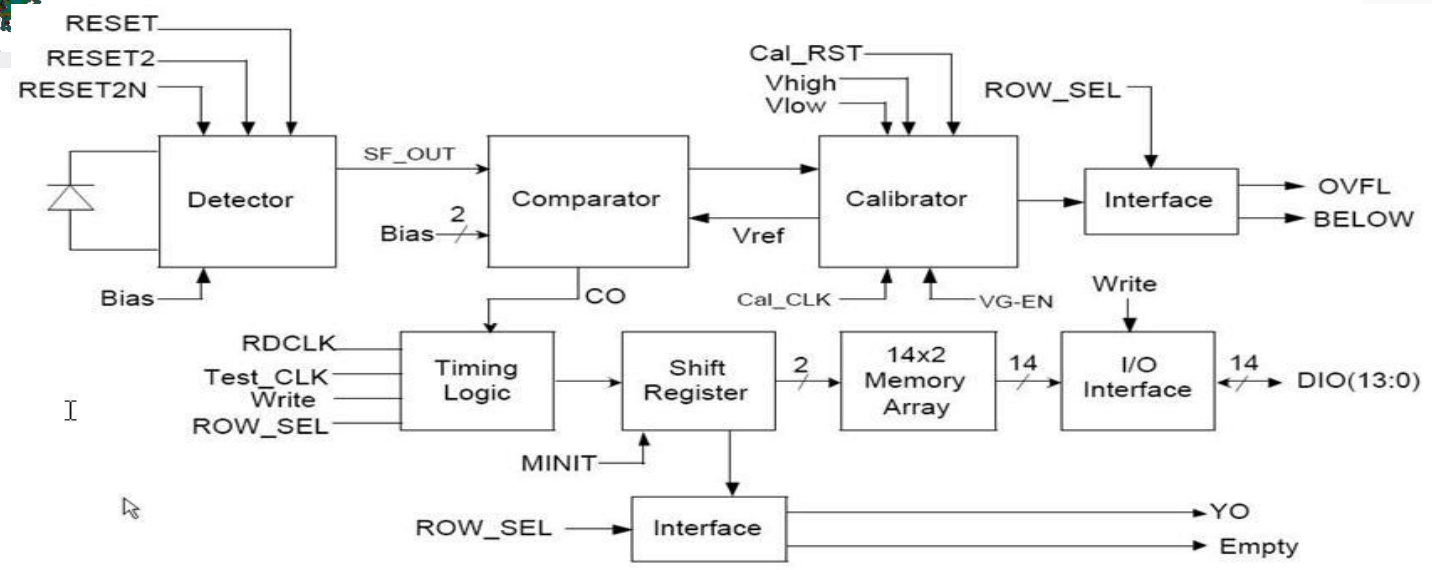 RESET
RESET2
RESET2N
Cal_RST
Vhigh
Vlow
ROW_SEL
SF_OUT
Detector
Comparator
Calibrator
Interface
OVFL
BELOW
2
Bias
Vref
Bias
CO
Cal_CLK
VG-EN
Write
RDCLK
Test_CLK
Write
ROW_SEL
Timing
Logic
Shift
Register
2
14x2
Memory
Array
14
I/O
Interface
14
DIO(13:0)
MINIT
ROW_SEL
Interface
YO
Empty